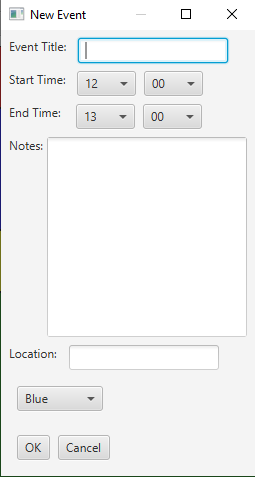 New Event
Event Title:
Start Time: 12 00
End Time: 13 00
Notes:
Location:
Blue
OK Cancel